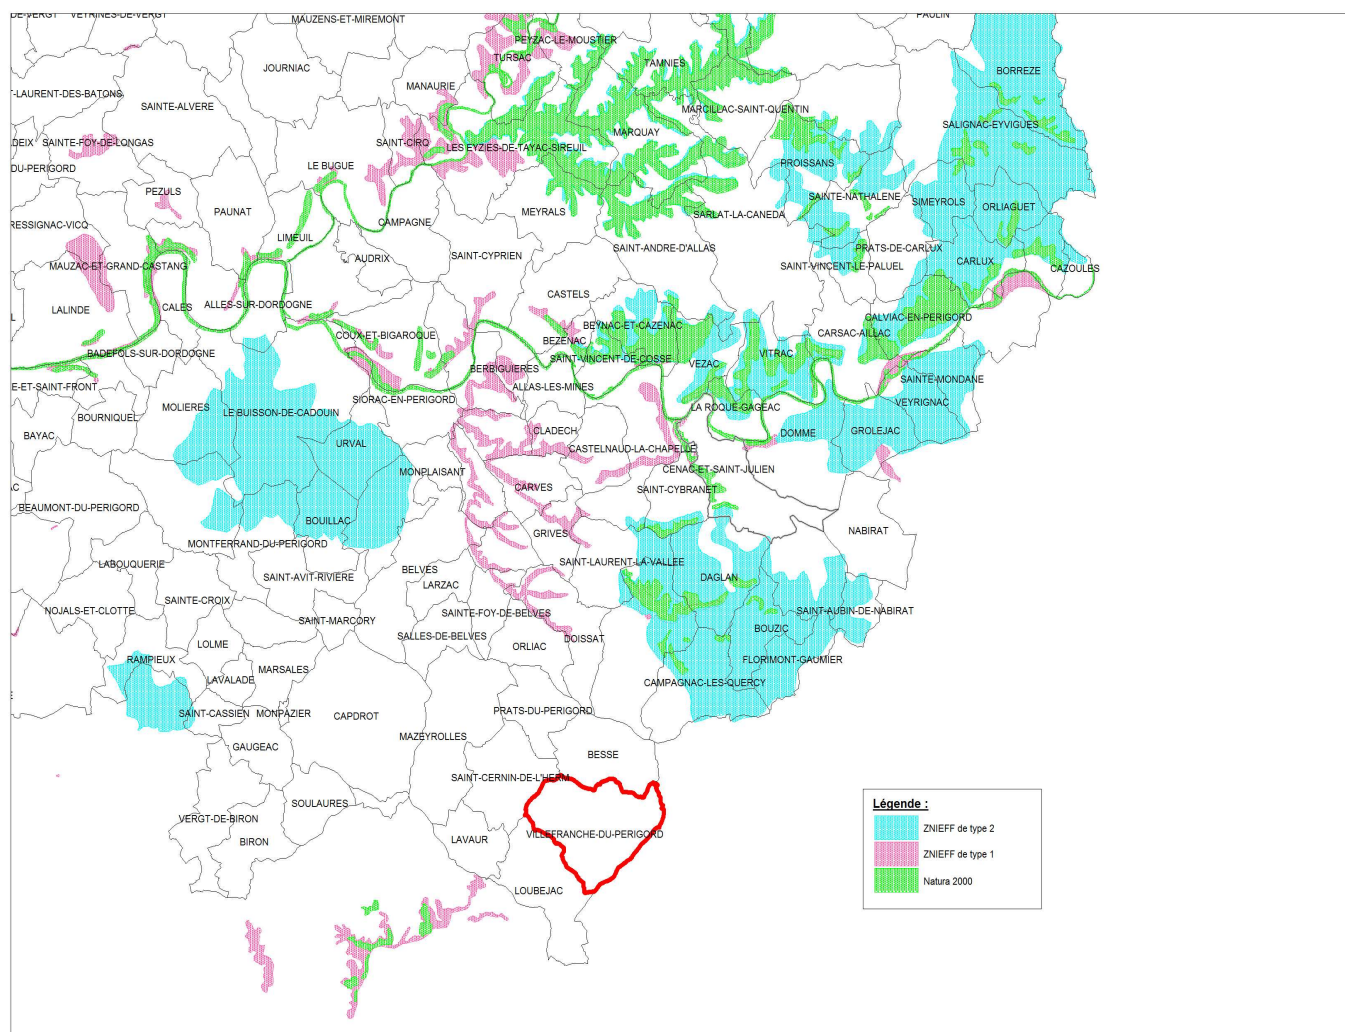 DE-VERGT
VEYRINES-DE-VERGT
MAUZENS-ET-MIREMONT
PAULIN
PEYZAC-LE-MOUSTIER
TURSAC
TAMNIES
JOURNIAC
BORREZE
MANAURIE
T-LAURENT-DES-BATONS
SAINTE-ALVERE
MARCILLAC-SAINT-QUENTIN
SALIGNAC-EYVIGUES
MARQUAY
ADEIX
SAINTE-FOY-DE-LONGAS
SAINT-CIRQ
LES EYZIES-DE-TAYAC-SIREUIL
LE BUGUE
PROISSANS
DU-PERIGORD
PEZULS
SAINTE-NATHALENE
SIMEYROLS
ORLIAGUET
PAUNAT
MEYRALS
SARLAT-LA-CANEDA
RESSIGNAC-VICQ
CAMPAGNE
LIMEUIL
SAINT-ANDRE-D'ALLAS
PRATS-DE-CARLUX
AUDRIX
SAINT-CYPRIEN
CARLUX
MAUZAC-ET-GRAND-CASTANG
SAINT-VINCENT-LE-PALUEL
CAZOULES
CASTELS
LALINDE
CALES
ALLES-SUR-DORDOGNE
CALVIAC-EN-PERIGORD
BEYNAC-ET-CAZENAC
COUX-ET-BIGAROQUE
CARSAC-AILLAC
BEZENAC
BADEFOLS-SUR-DORDOGNE
VITRAC
SAINT-VINCENT-DE-COSSE
VEZAC
BERBIGUIERES
SAINTE-MONDANE
E-ET-SAINT-FRONT
ALLAS-LES-MINES
SIORAC-EN-PERIGORD
VEYRIGNAC
MOLIERES
LE BUISSON-DE-CADOUIN
LA ROQUE-GAGEAC
BOURNIQUEL
CLADECH
DOMME
GROLEJAC
BAYAC
URVAL
CASTELNAUD-LA-CHAPELLE
MONPLAISANT
CENAC-ET-SAINT-JULIEN
AC
CARVES
SAINT-CYBRANET
BEAUMONT-DU-PERIGORD
BOUILLAC
NABIRAT
GRIVES
MONTFERRAND-DU-PERIGORD
LABOUQUERIE
SAINT-LAURENT-LA-VALLEE
BELVES
SAINT-AVIT-RIVIERE
DAGLAN
LARZAC
SAINTE-CROIX
NOJALS-ET-CLOTTE
SAINTE-FOY-DE-BELVES
SAINT-AUBIN-DE-NABIRAT
SAINT-MARCORY
BOUZIC
SALLES-DE-BELVES
DOISSAT
LOLME
ORLIAC
RAMPIEUX
FLORIMONT-GAUMIER
MARSALES
LAVALADE
CAMPAGNAC-LES-QUERCY
PRATS-DU-PERIGORD
SAINT-CASSIEN
MONPAZIER
CAPDROT
MAZEYROLLES
GAUGEAC
BESSE
SAINT-CERNIN-DE-L'HERM
SOULAURES
Légende :
VERGT-DE-BIRON
ZNIEFF de type 2
VILLEFRANCHE-DU-PERIGORD
LAVAUR
BIRON
ZNIEFF de type 1
Natura 2000
LOUBEJAC